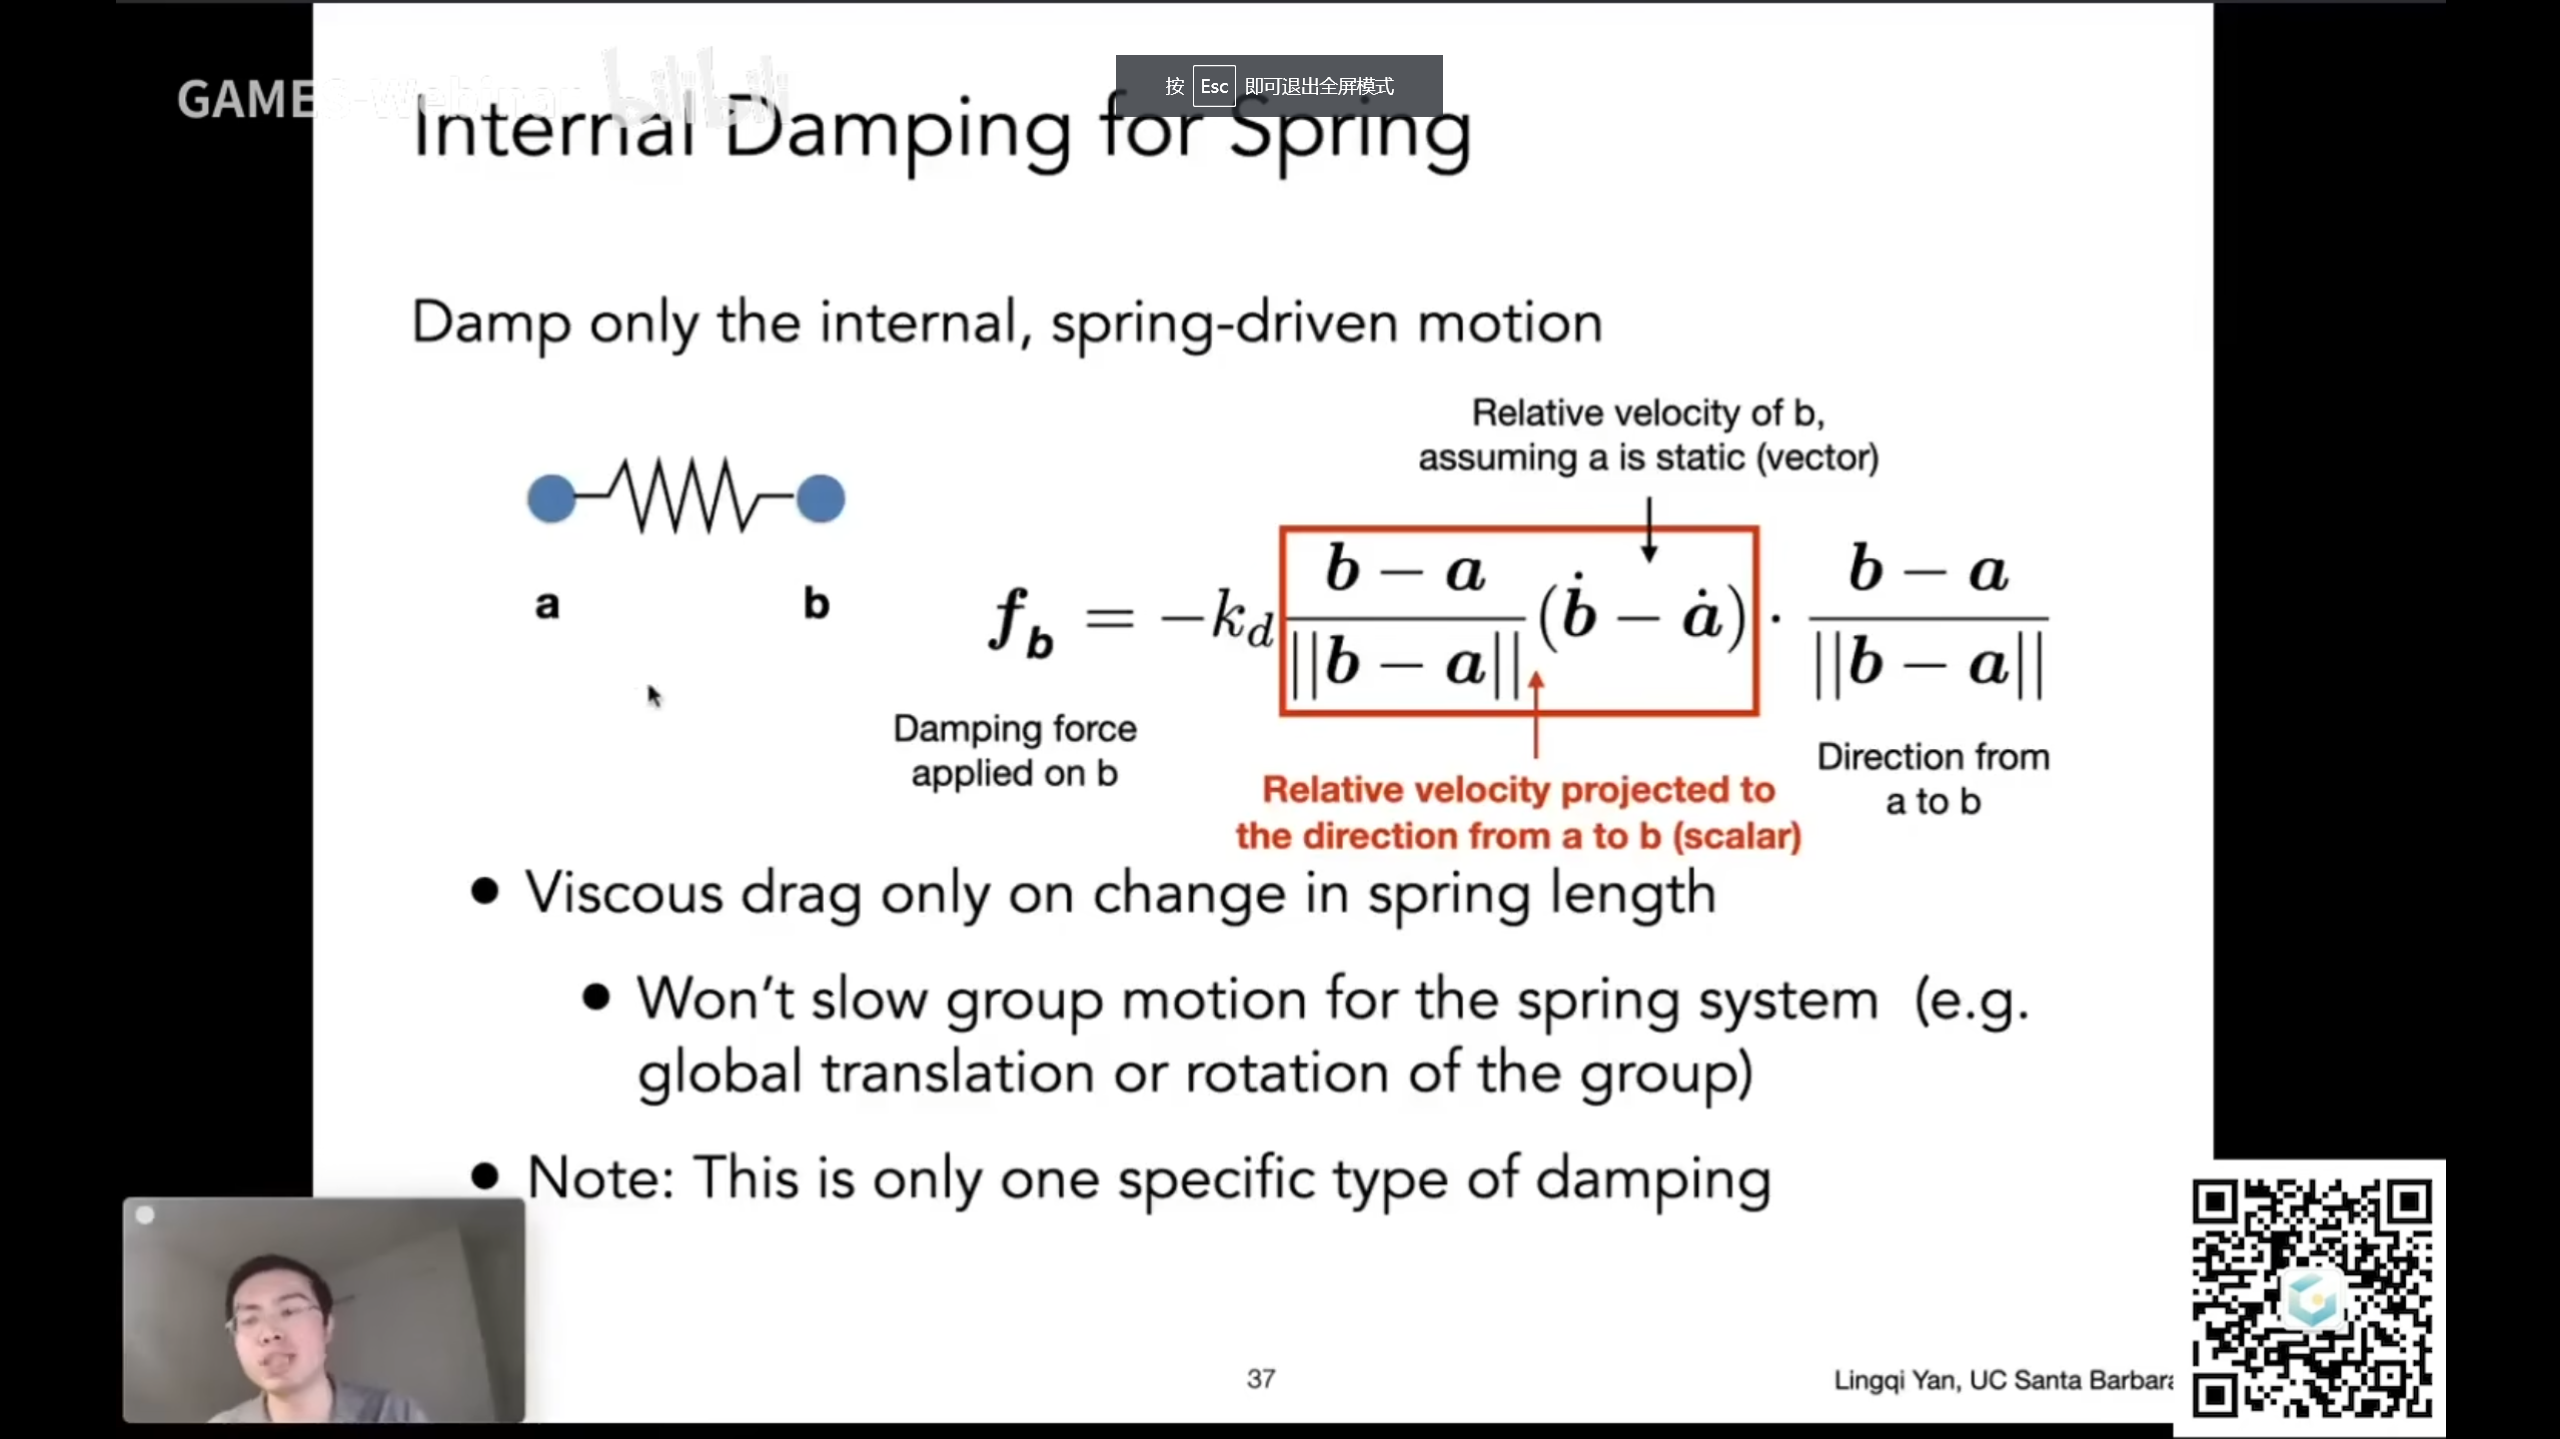 GAMES-Webinar bilibili
按 Esc 即可退出全屏模式
Internal Damping for Spring
Damp only the internal, spring-driven motion
Relative velocity of b,
assuming a is static (vector)
a b
f_b = -k_d \frac{b - a}{||b - a||} (\dot{b} - \dot{a}) · \frac{b - a}{||b - a||}
Damping force
applied on b
Relative velocity projected to
the direction from a to b (scalar)
Direction from
a to b
● Viscous drag only on change in spring length
● Won't slow group motion for the spring system (e.g.
global translation or rotation of the group)
● Note: This is only one specific type of damping
37
Lingqi Yan, UC Santa Barbara